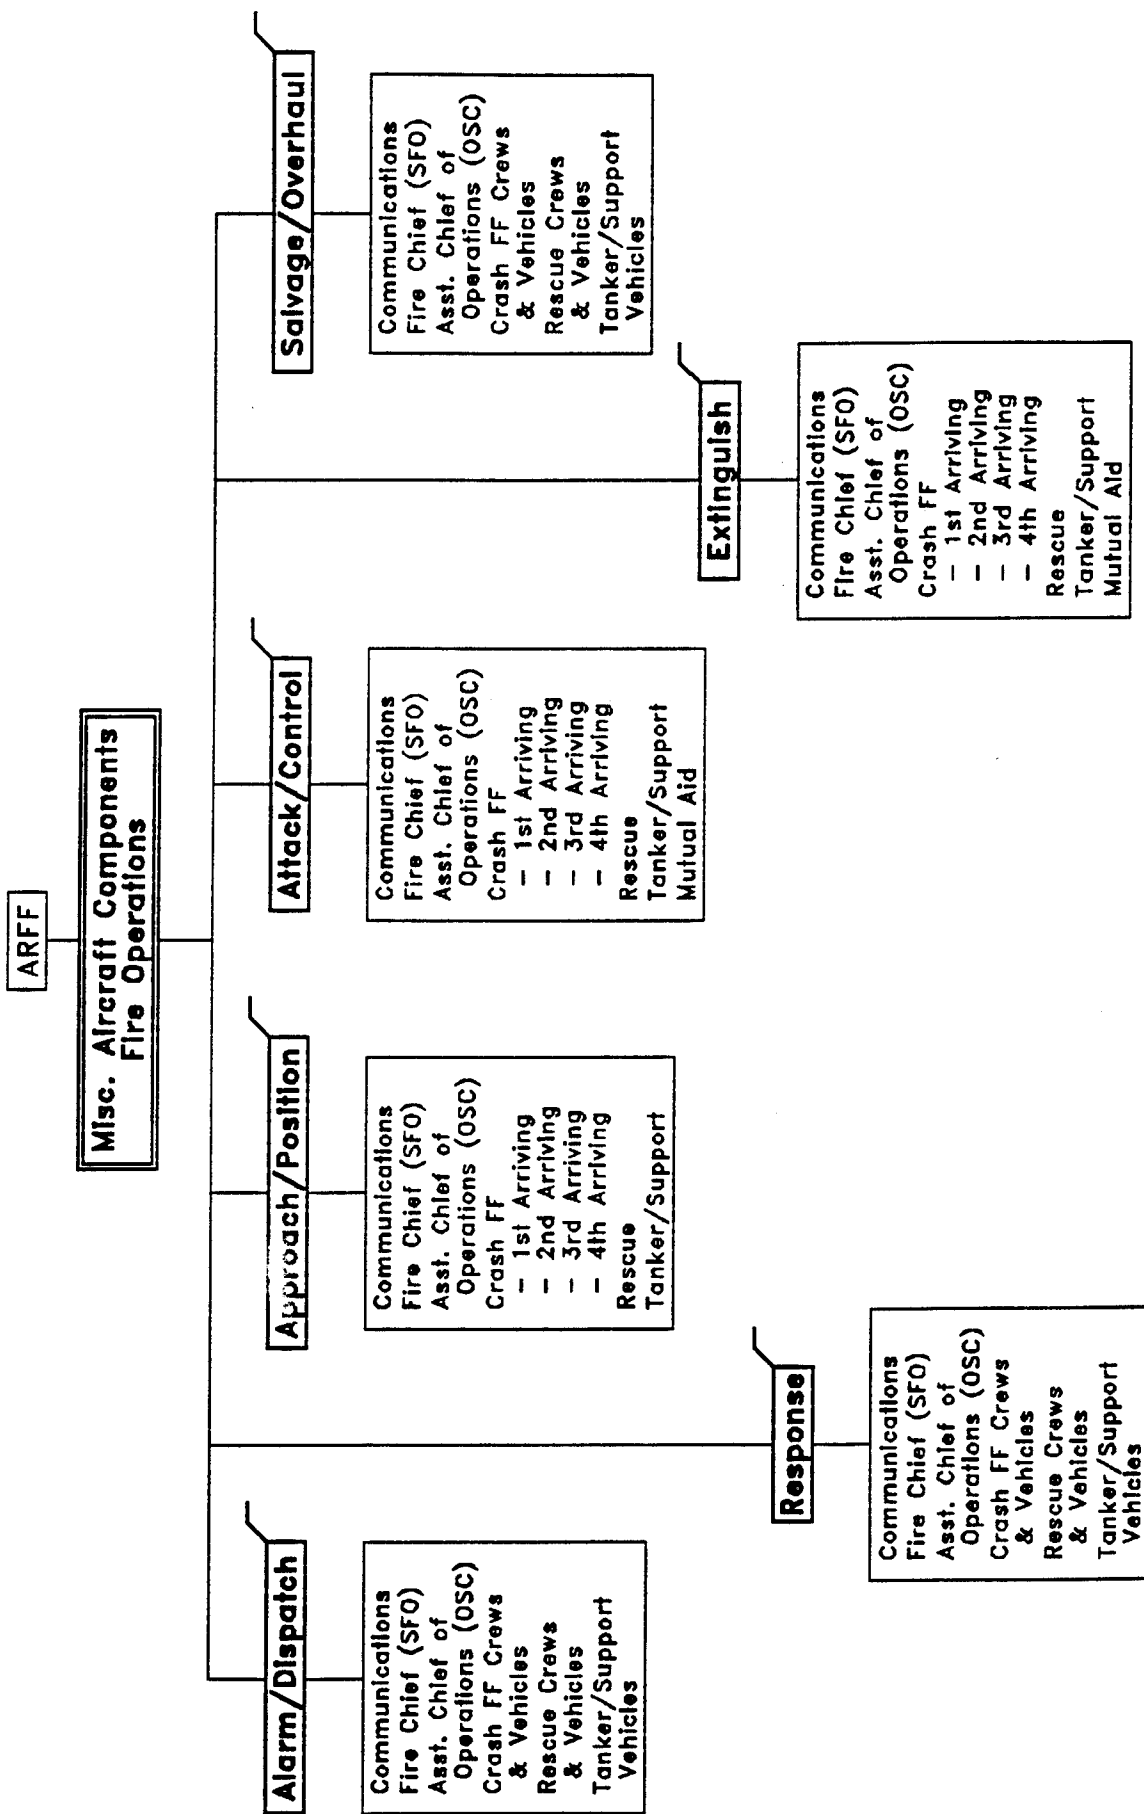 ARFF
Misc. Aircraft Components
Fire Operations
Alarm/Dispatch
Communications
Fire Chief (SFO)
Asst. Chief of
Operations (OSC)
Crash FF Crews
& Vehicles
Rescue Crews
& Vehicles
Tanker/Support
Vehicles
Response
Communications
Fire Chief (SFO)
Asst. Chief of
Operations (OSC)
Crash FF Crews
& Vehicles
Rescue Crews
& Vehicles
Tanker/Support
Vehicles
Approach/Position
Communications
Fire Chief (SFO)
Asst. Chief of
Operations (OSC)
Crash FF
- 1st Arriving
- 2nd Arriving
- 3rd Arriving
- 4th Arriving
Rescue
Tanker/Support
Attack/Control
Communications
Fire Chief (SFO)
Asst. Chief of
Operations (OSC)
Crash FF
- 1st Arriving
- 2nd Arriving
- 3rd Arriving
- 4th Arriving
Rescue
Tanker/Support
Mutual Aid
Extinguish
Communications
Fire Chief (SFO)
Asst. Chief of
Operations (OSC)
Crash FF
- 1st Arriving
- 2nd Arriving
- 3rd Arriving
- 4th Arriving
Rescue
Tanker/Support
Mutual Aid
Salvage/Overhaul
Communications
Fire Chief (SFO)
Asst. Chief of
Operations (OSC)
Crash FF Crews
& Vehicles
Rescue Crews
& Vehicles
Tanker/Support
Vehicles